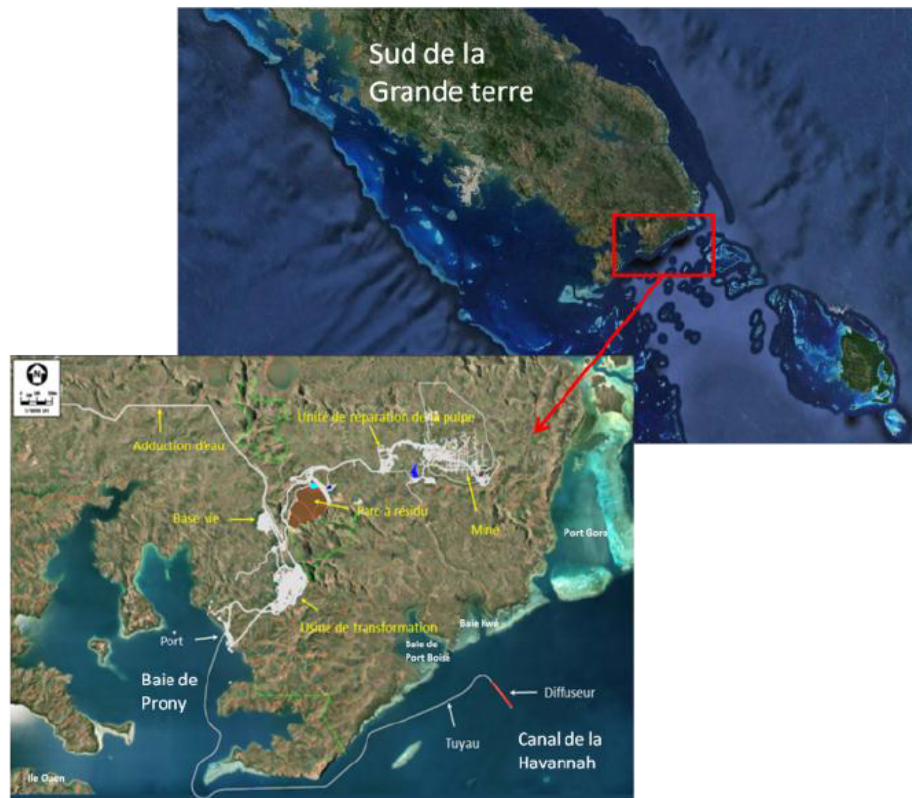 Sud de la
Grande terre
N
Unité de réparation de la pulpe
Adduction d'eau
Base vie
Parc à résidu
Mine
Port Goro
Usine de transformation
Baie Kwé
Port
Baie de
Port Boisé
Baie de
Prony
Diffuseur
Tuyau
Canal de la
Havannah
Ile Ouen